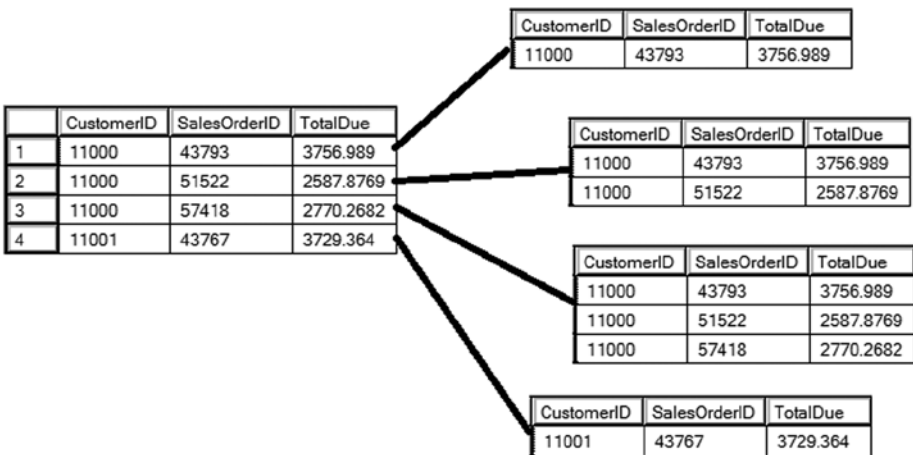 CustomerID SalesOrderID TotalDue
11000 43793 3756.989
CustomerID SalesOrderID TotalDue
1 11000 43793 3756.989
2 11000 51522 2587.8769
3 11000 57418 2770.2682
4 11001 43767 3729.364
CustomerID SalesOrderID TotalDue
11000 43793 3756.989
11000 51522 2587.8769
CustomerID SalesOrderID TotalDue
11000 43793 3756.989
11000 51522 2587.8769
11000 57418 2770.2682
CustomerID SalesOrderID TotalDue
11001 43767 3729.364